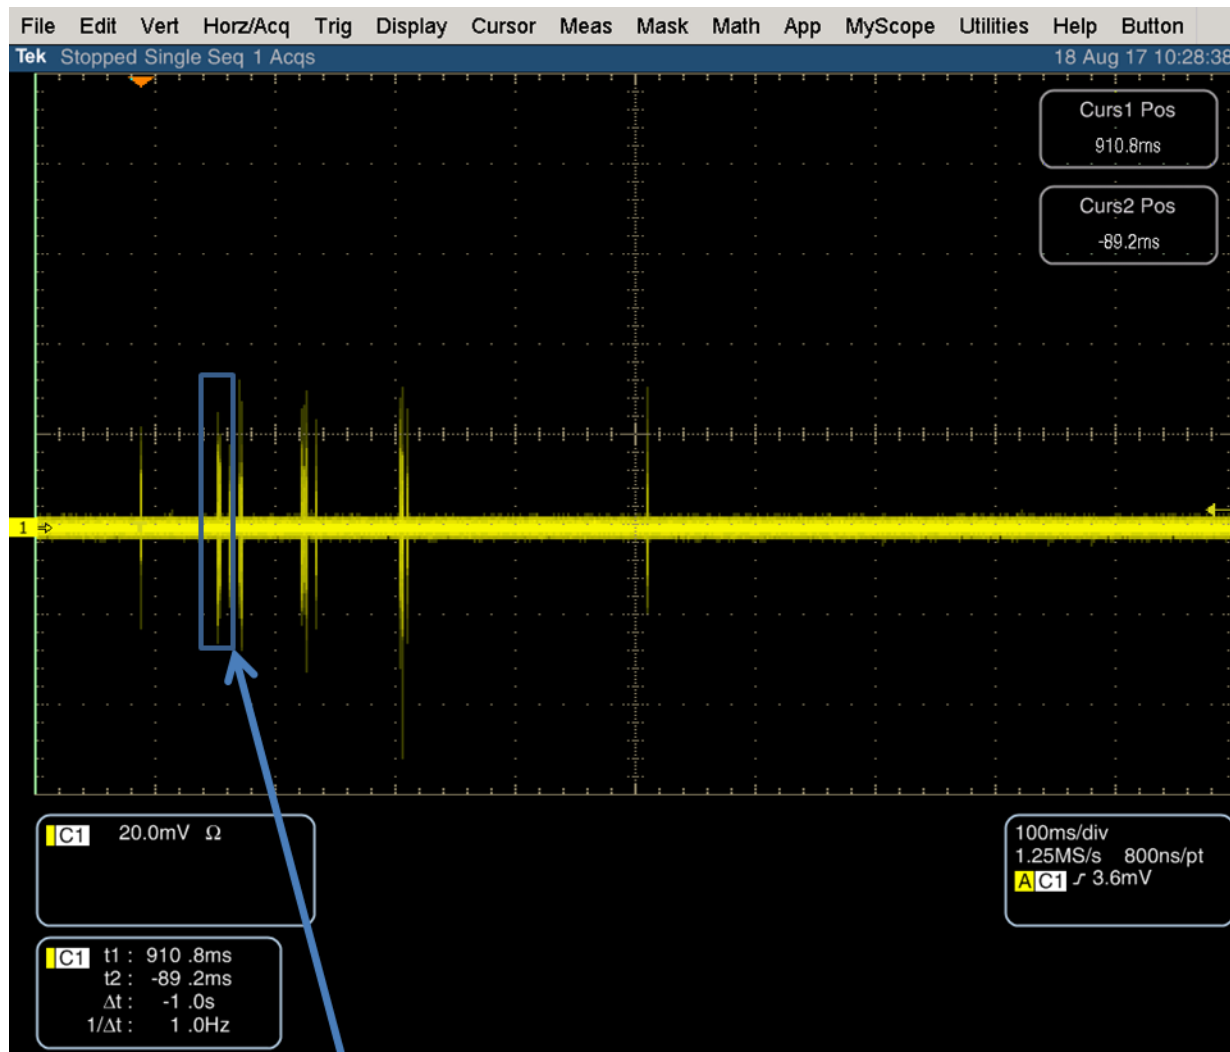 File Edit Vert Horz/Acq Trig Display Cursor Meas Mask Math App MyScope Utilities Help Button
Tek Stopped Single Seq 1 Acqs 18 Aug 17 10:28:38
Curs1 Pos
910.8ms
Curs2 Pos
-89.2ms
1
C1 20.0mV Ω
100ms/div
1.25MS/s 800ns/pt
A C1 3.6mV
C1 t1 : 910 .8ms
t2 : -89 .2ms
Δt : -1 .0s
1/Δt : 1 .0Hz